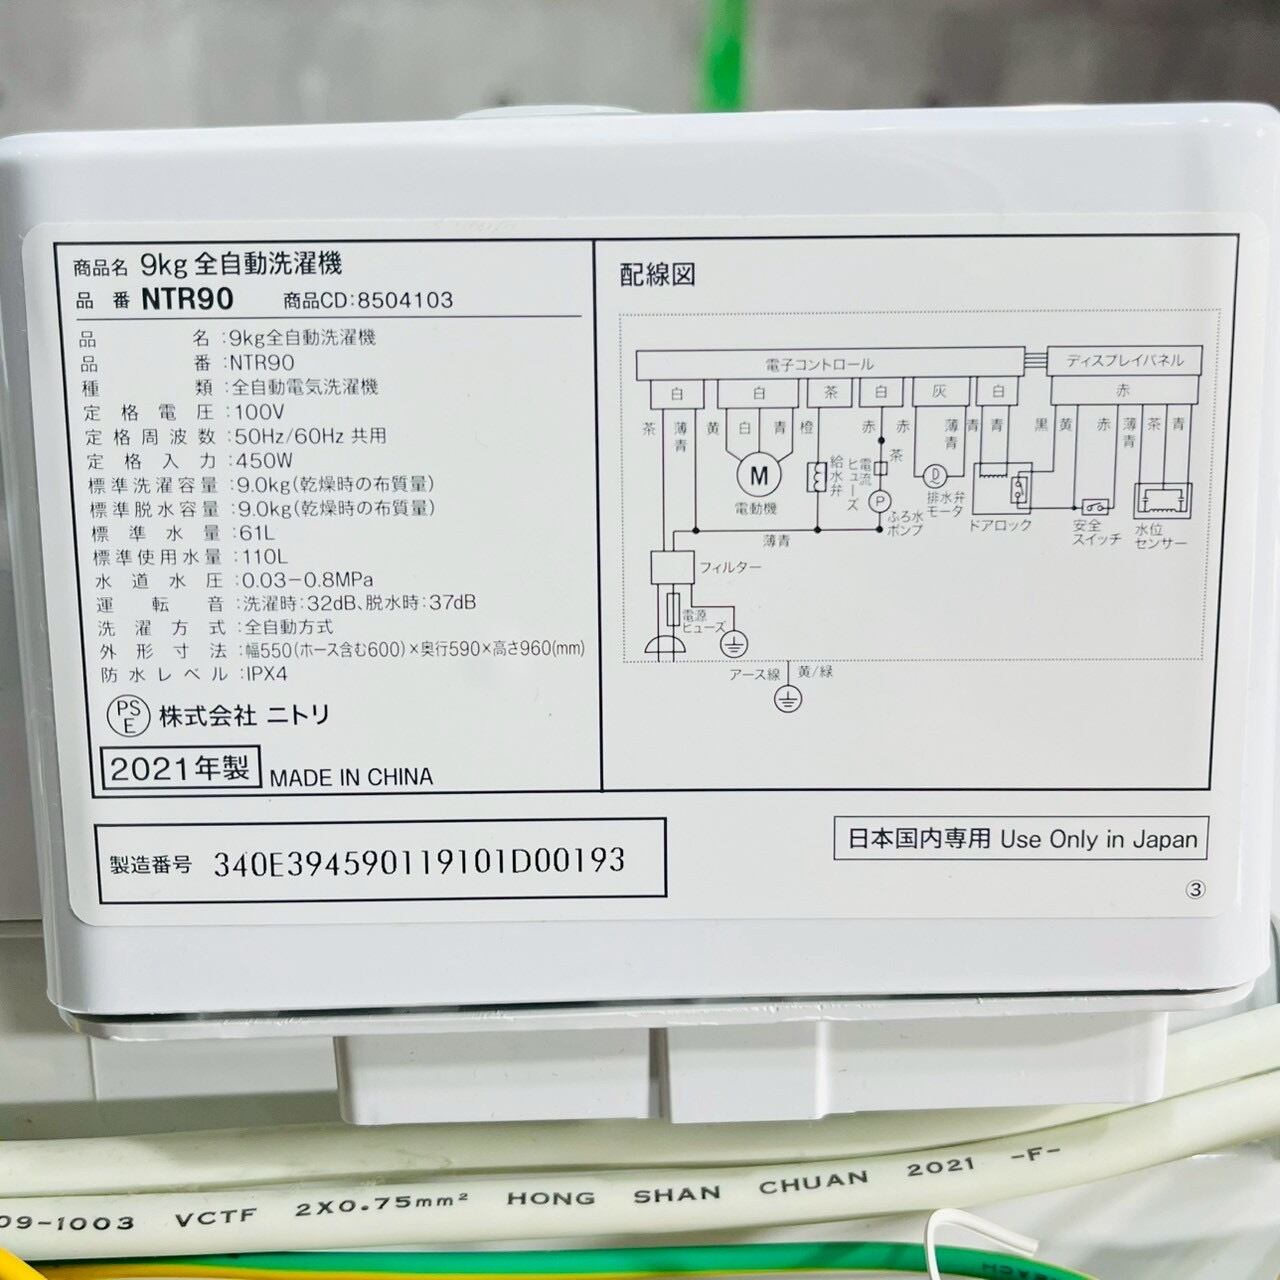 商品名 9kg 全自動洗濯機
品番 NTR90 商品CD:8504103
品名:9kg全自動洗濯機
品番:NTR90
種類:全自動電気洗濯機
定格電圧:100V
定格周波数:50Hz/60Hz 共用
定格入力:450W
標準洗濯容量:9.0kg(乾燥時の布質量)
標準脱水容量:9.0kg(乾燥時の布質量)
標準水量:61L
標準使用水量:110L
水道水圧:0.03-0.8MPa
運転音:洗濯時:32dB、脱水時:37dB
洗濯方式:全自動方式
外形寸法:幅550(ホース含む600)×奥行590×高さ960(mm)
防水レベル:IPX4
PS
E
株式会社 ニトリ
2021年製 MADE IN CHINA
配線図
電子コントロール ディスプレイパネル
白 白 茶 白 灰 白 赤
茶 薄青 黄 白 青 橙 赤 赤 薄青 青 青 黒 黄 赤 薄青 茶 青
茶
M
電動機
給水弁
電流ヒューズ
P
ふろ水
ポンプ
D
排水弁
モータ
ドアロック
安全
スイッチ
水位
センサー
薄青
フィルター
電源
ヒューズ
アース線 黄/緑
製造番号 340E394590119101D00193
日本国内専用 Use Only in Japan
③
09-1003 VCTF 2X0.75mm² HONG SHAN CHUAN 2021 -F-